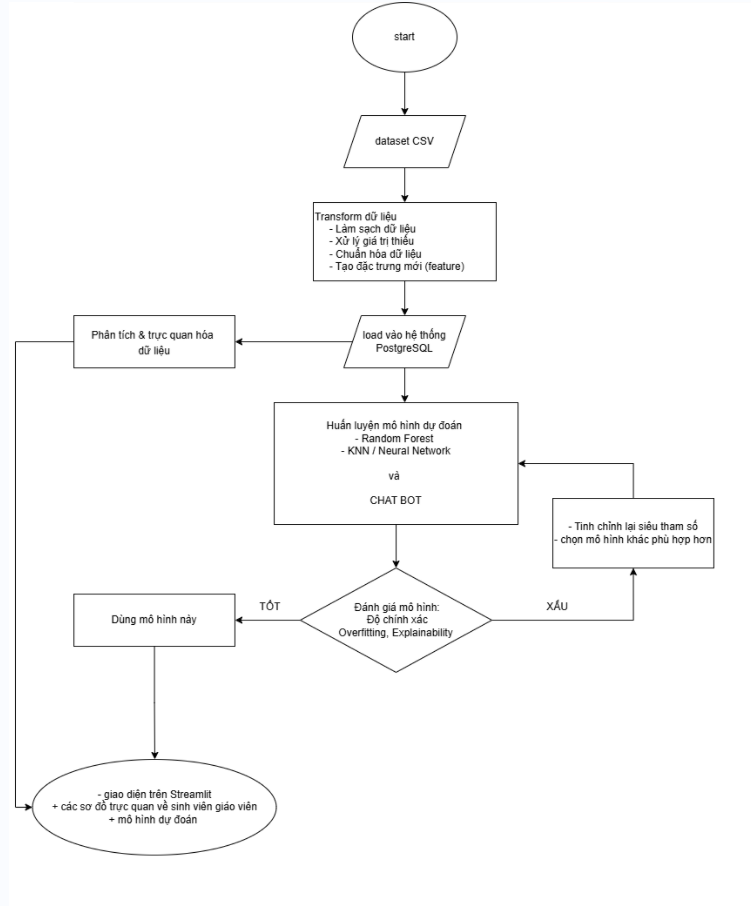 start
dataset CSV
Transform dữ liệu
- Làm sạch dữ liệu
- Xử lý giá trị thiếu
- Chuẩn hóa dữ liệu
- Tạo đặc trưng mới (feature)
Phân tích & trực quan hóa
dữ liệu
load vào hệ thống
PostgreSQL
Huấn luyện mô hình dự đoán
- Random Forest
- KNN / Neural Network
và
CHAT BOT
- Tinh chỉnh lại siêu tham số
- chọn mô hình khác phù hợp hơn
Dùng mô hình này
TỐT
Đánh giá mô hình:
Độ chính xác
Overfitting, Explainability
XẤU
- giao diện trên Streamlit
+ các sơ đồ trực quan về sinh viên giáo viên
+ mô hình dự đoán